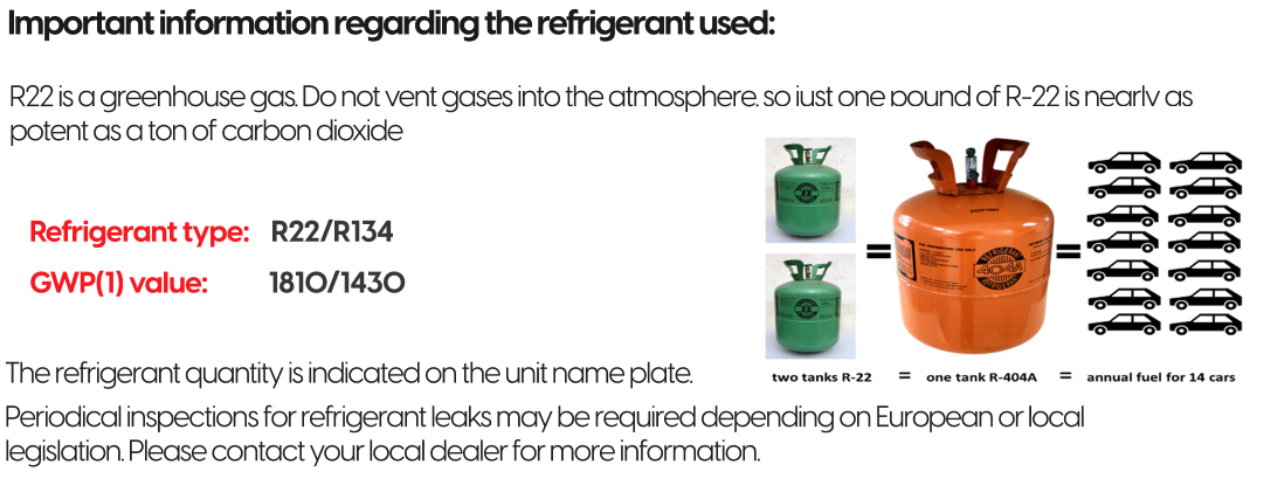 Important information regarding the refrigerant used:
R22 is a greenhouse gas. Do not vent gases into the atmosphere. so just one pound of R-22 is nearly as
potent as a ton of carbon dioxide
Refrigerant type: R22/R134
GWP(1) value: 1810/1430
REFRIGERANT
404A
REFRIGERANT
22
22
two tanks R-22 = one tank R-404A = annual fuel for 14 cars
The refrigerant quantity is indicated on the unit name plate.
Periodical inspections for refrigerant leaks may be required depending on European or local
legislation. Please contact your local dealer for more information.